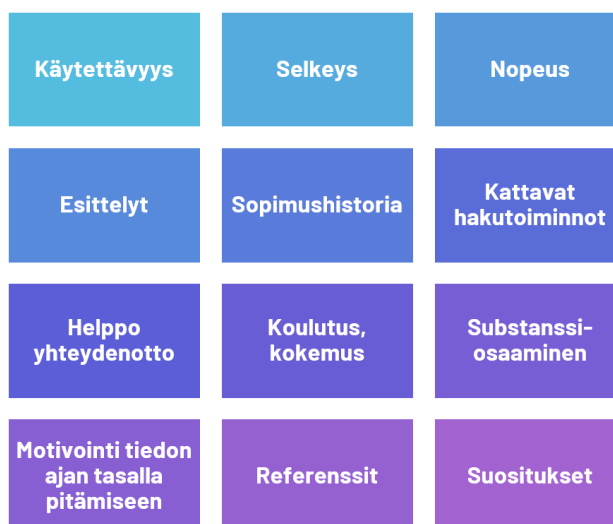 Käytettävyys
Selkeys
Nopeus
Esittelyt
Sopimushistoria
Kattavat
hakutoiminnot
Helppo
yhteydenotto
Koulutus,
kokemus
Substanssi-
osaaminen
Motivointi tiedon
ajan tasalla
pitämiseen
Referenssit
Suositukset